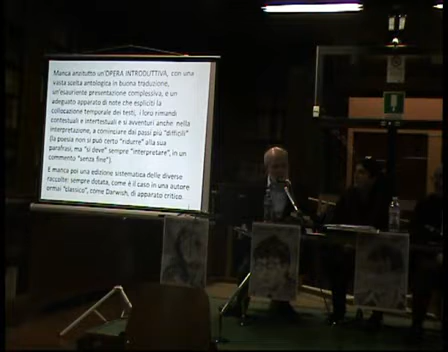 Manca anzitutto un'OPERA INTRODUTTIVA, con una
vasta scelta antologica in buona traduzione,
un'esauriente presentazione complessiva, e un
adeguato apparato di note che espliciti la
collocazione temporale dei testi, i loro rimandi
contestuali e intertestuali e si avventuri anche nella
interpretazione, a cominciare dai passi più "difficili"
(la poesia non si può certo "ridurre" alla sua
parafrasi, ma "si deve" sempre "interpretare", in un
commento "senza fine").
E manca poi una edizione sistematica delle diverse
raccolte: sempre dotata, come è il caso in una autore
ormai "classico", come Darwish, di apparato critico.